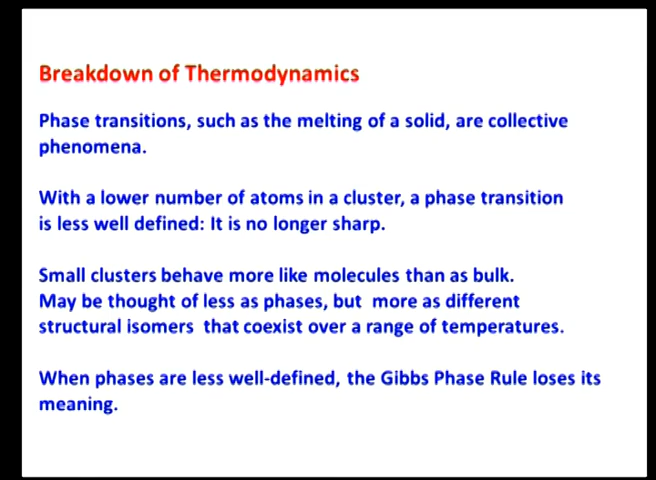 Breakdown of Thermodynamics
Phase transitions, such as the melting of a solid, are collective
phenomena.
With a lower number of atoms in a cluster, a phase transition
is less well defined: It is no longer sharp.
Small clusters behave more like molecules than as bulk.
May be thought of less as phases, but more as different
structural isomers that coexist over a range of temperatures.
When phases are less well-defined, the Gibbs Phase Rule loses its
meaning.